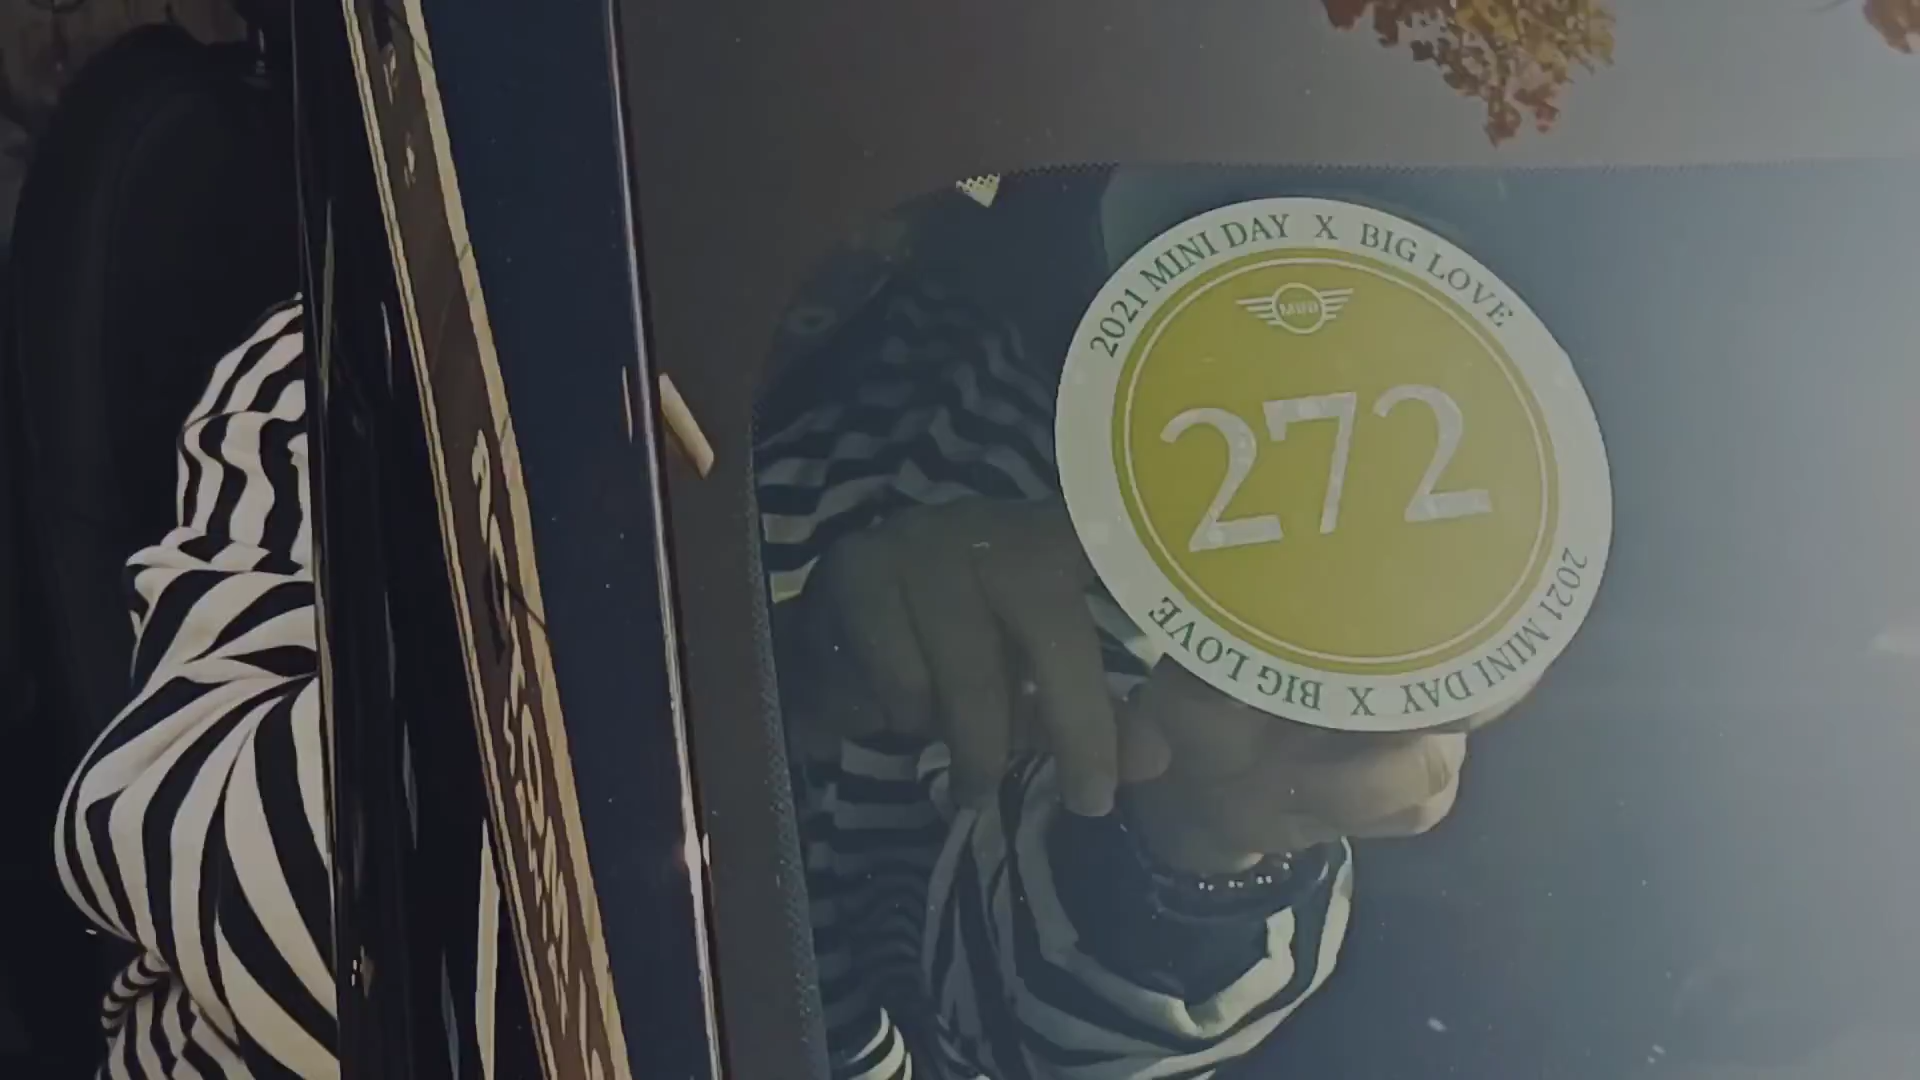 2021 MINI DAY X BIG LOVE
MINI
272
2021 MINI DAY X BIG LOVE